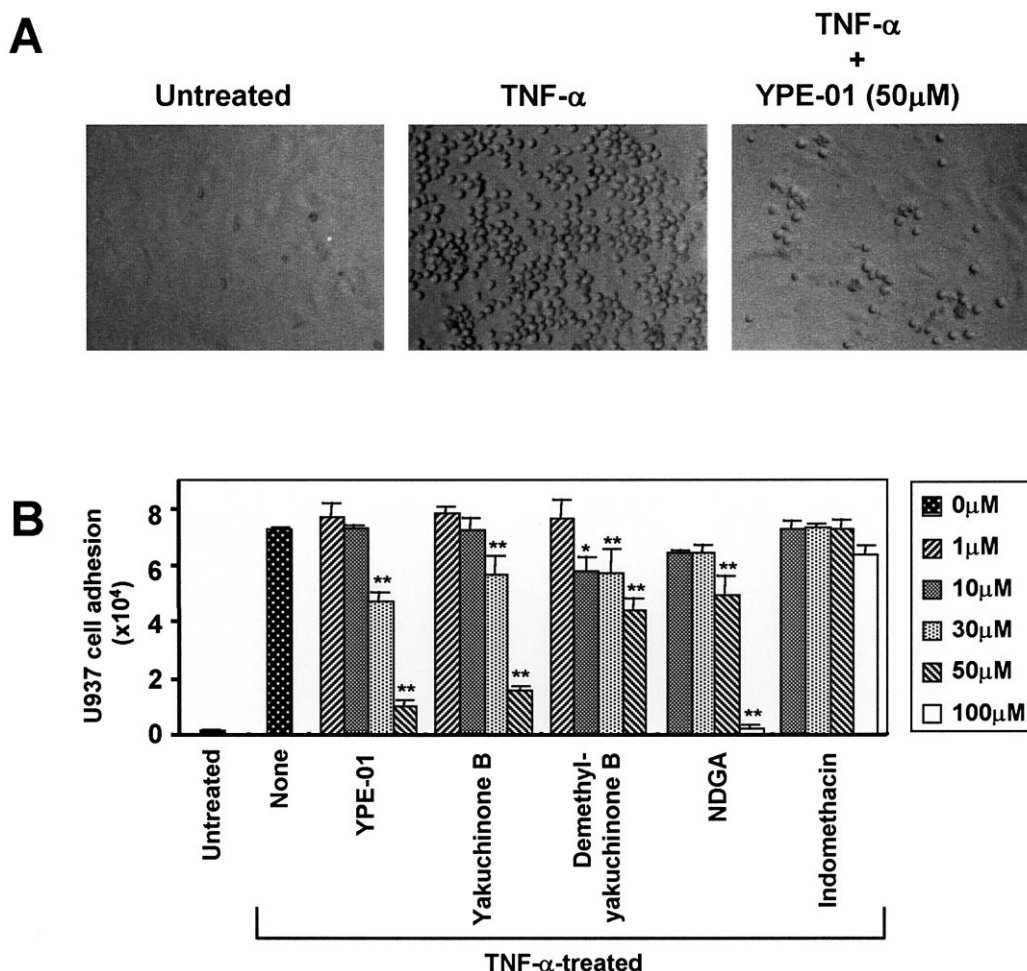 A
Untreated
TNF-α
TNF-α
+
YPE-01 (50μM)
B
U937 cell adhesion
(x10⁴)
8
6
4
2
0
**
**
**
**
*
**
**
**
**
0μM
1μM
10μM
30μM
50μM
100μM
Untreated
None
YPE-01
Yakuchinone B
Demethyl-
yakuchinone B
NDGA
Indomethacin
TNF-α-treated